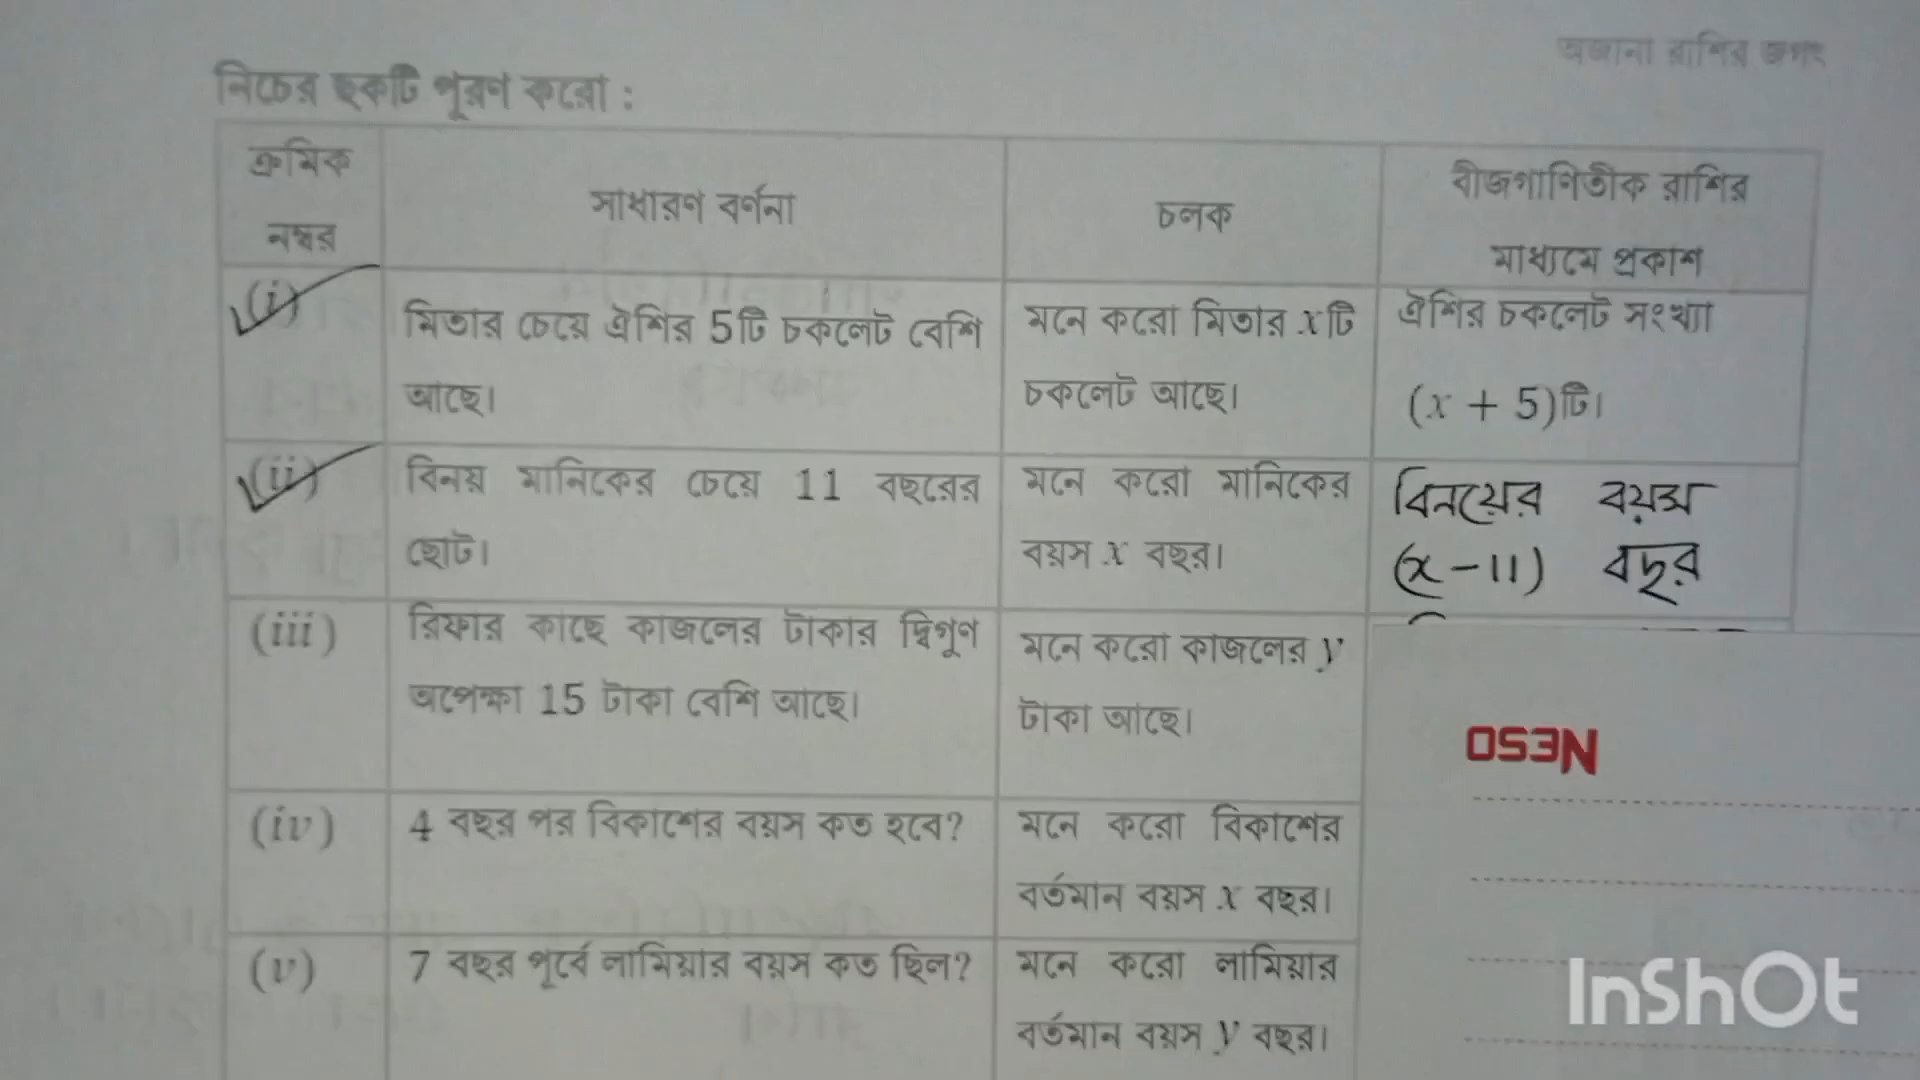 অজানা রাশির জগৎ
নিচের ছকটি পূরণ করো :
ক্রমিক
নম্বর
সাধারণ বর্ণনা
চলক
বীজগাণিতীক রাশির
মাধ্যমে প্রকাশ
(i)
মিতার চেয়ে ঐশির 5টি চকলেট বেশি
আছে।
মনে করো মিতার x টি
চকলেট আছে।
ঐশির চকলেট সংখ্যা
(x + 5)টি।
(ii)
বিনয় মানিকের চেয়ে 11 বছরের
ছোট।
মনে করো মানিকের
বয়স x বছর।
বিনয়ের বয়স
(x - 11) বছর
(iii)
রিফার কাছে কাজলের টাকার দ্বিগুণ
অপেক্ষা 15 টাকা বেশি আছে।
মনে করো কাজলের y
টাকা আছে।
(iv)
4 বছর পর বিকাশের বয়স কত হবে?
মনে করো বিকাশের
বর্তমান বয়স x বছর।
(v)
7 বছর পূর্বে লামিয়ার বয়স কত ছিল?
মনে করো লামিয়ার
বর্তমান বয়স y বছর।
InShOt